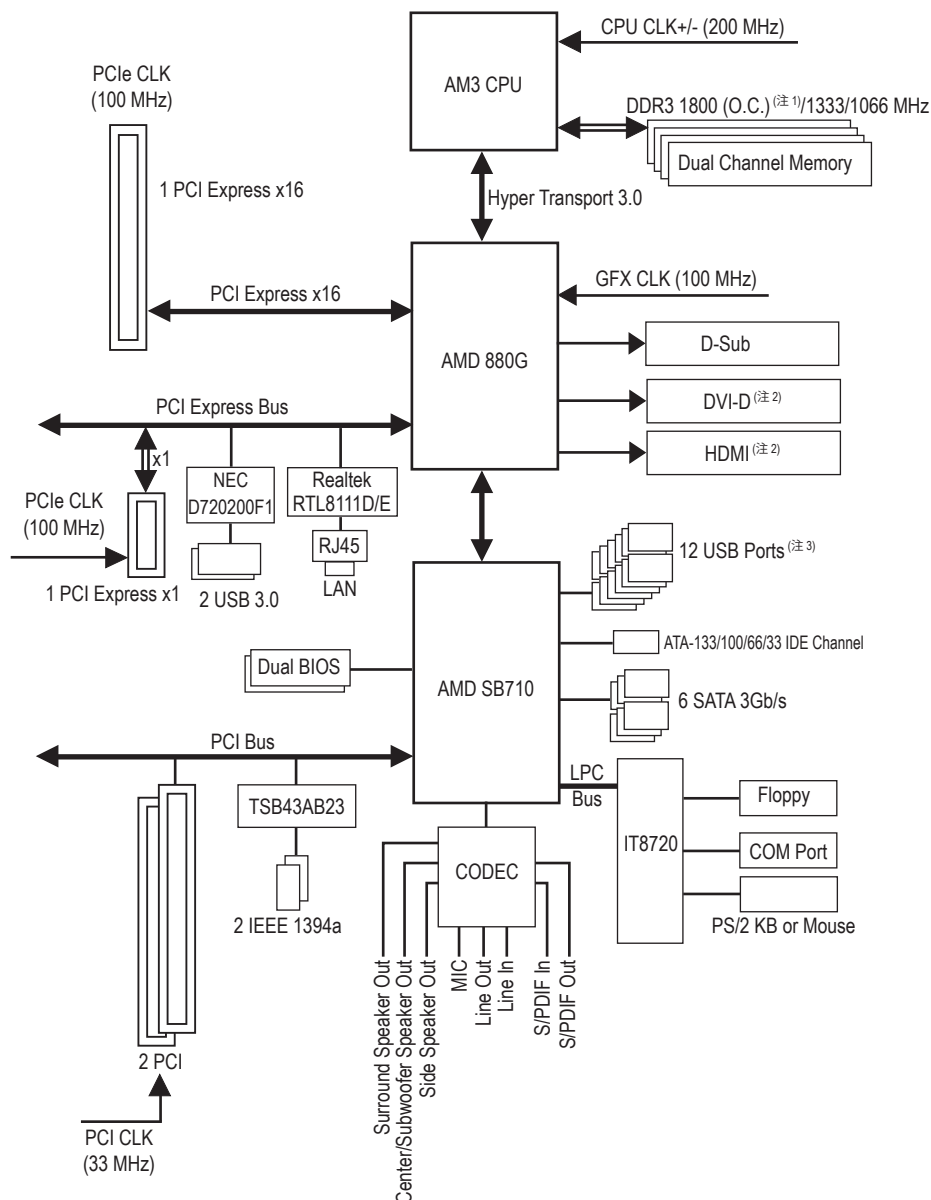 CPU CLK+/- (200 MHz)
AM3 CPU
DDR3 1800 (O.C.) (注 1)/1333/1066 MHz
Dual Channel Memory
PCIe CLK
(100 MHz)
1 PCI Express x16
Hyper Transport 3.0
PCI Express x16
GFX CLK (100 MHz)
AMD 880G
D-Sub
DVI-D (注 2)
HDMI (注 2)
PCI Express Bus
x1
NEC
D720200F1
Realtek
RTL8111D/E
PCIe CLK
(100 MHz)
RJ45
LAN
1 PCI Express x1
2 USB 3.0
12 USB Ports (注 3)
ATA-133/100/66/33 IDE Channel
Dual BIOS
AMD SB710
6 SATA 3Gb/s
PCI Bus
LPC
Bus
TSB43AB23
IT8720
Floppy
COM Port
PS/2 KB or Mouse
CODEC
2 IEEE 1394a
Surround Speaker Out
Center/Subwoofer Speaker Out
Side Speaker Out
MIC
Line Out
Line In
S/PDIF In
S/PDIF Out
2 PCI
PCI CLK
(33 MHz)